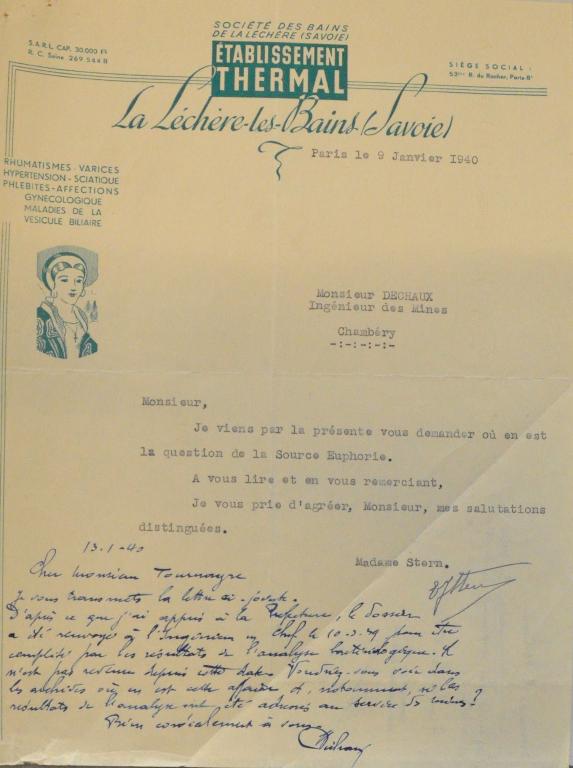 SOCIÉTÉ DES BAINS
DE LA LÉCHÈRE (SAVOIE)
ÉTABLISSEMENT
THERMAL
S.A.R.L. CAP. 30.000 Fs
R. C. Seine 269 544 B
SIÈGE SOCIAL :
53bis R. du Rocher, Paris-8e
La Léchère-les-Bains (Savoie)
Paris le 9 Janvier I940
RHUMATISMES - VARICES
HYPERTENSION - SCIATIQUE
PHLEBITES - AFFECTIONS
GYNECOLOGIQUE
MALADIES DE LA
VESICULE BILIAIRE
Monsieur DECHAUX
Ingénieur des Mines
Chambéry
-:-:-:-:-
Monsieur,
Je viens par la présente vous demander où en est
la question de la Source Euphorie.
A vous lire et en vous remerciant,
Je vous prie d'agréer, Monsieur, mes salutations
distinguées.
Madame Stern.
13-1-40
Cher Monsieur Tournayre
Je vous transmets la lettre ci-jointe.
D'après ce que j'ai appris à la Préfecture, le dossier
a été renvoyé à l'Ingénieur en Chef le 10-3-39 pour être
complété par les résultats de l'analyse bactériologique. Il
n'est pas revenu depuis cette date. Voudriez-vous voir dans
les archives où en est cette affaire et, notamment, si les
résultats de l'analyse ont été adressés au service des mines ?
Bien cordialement à vous